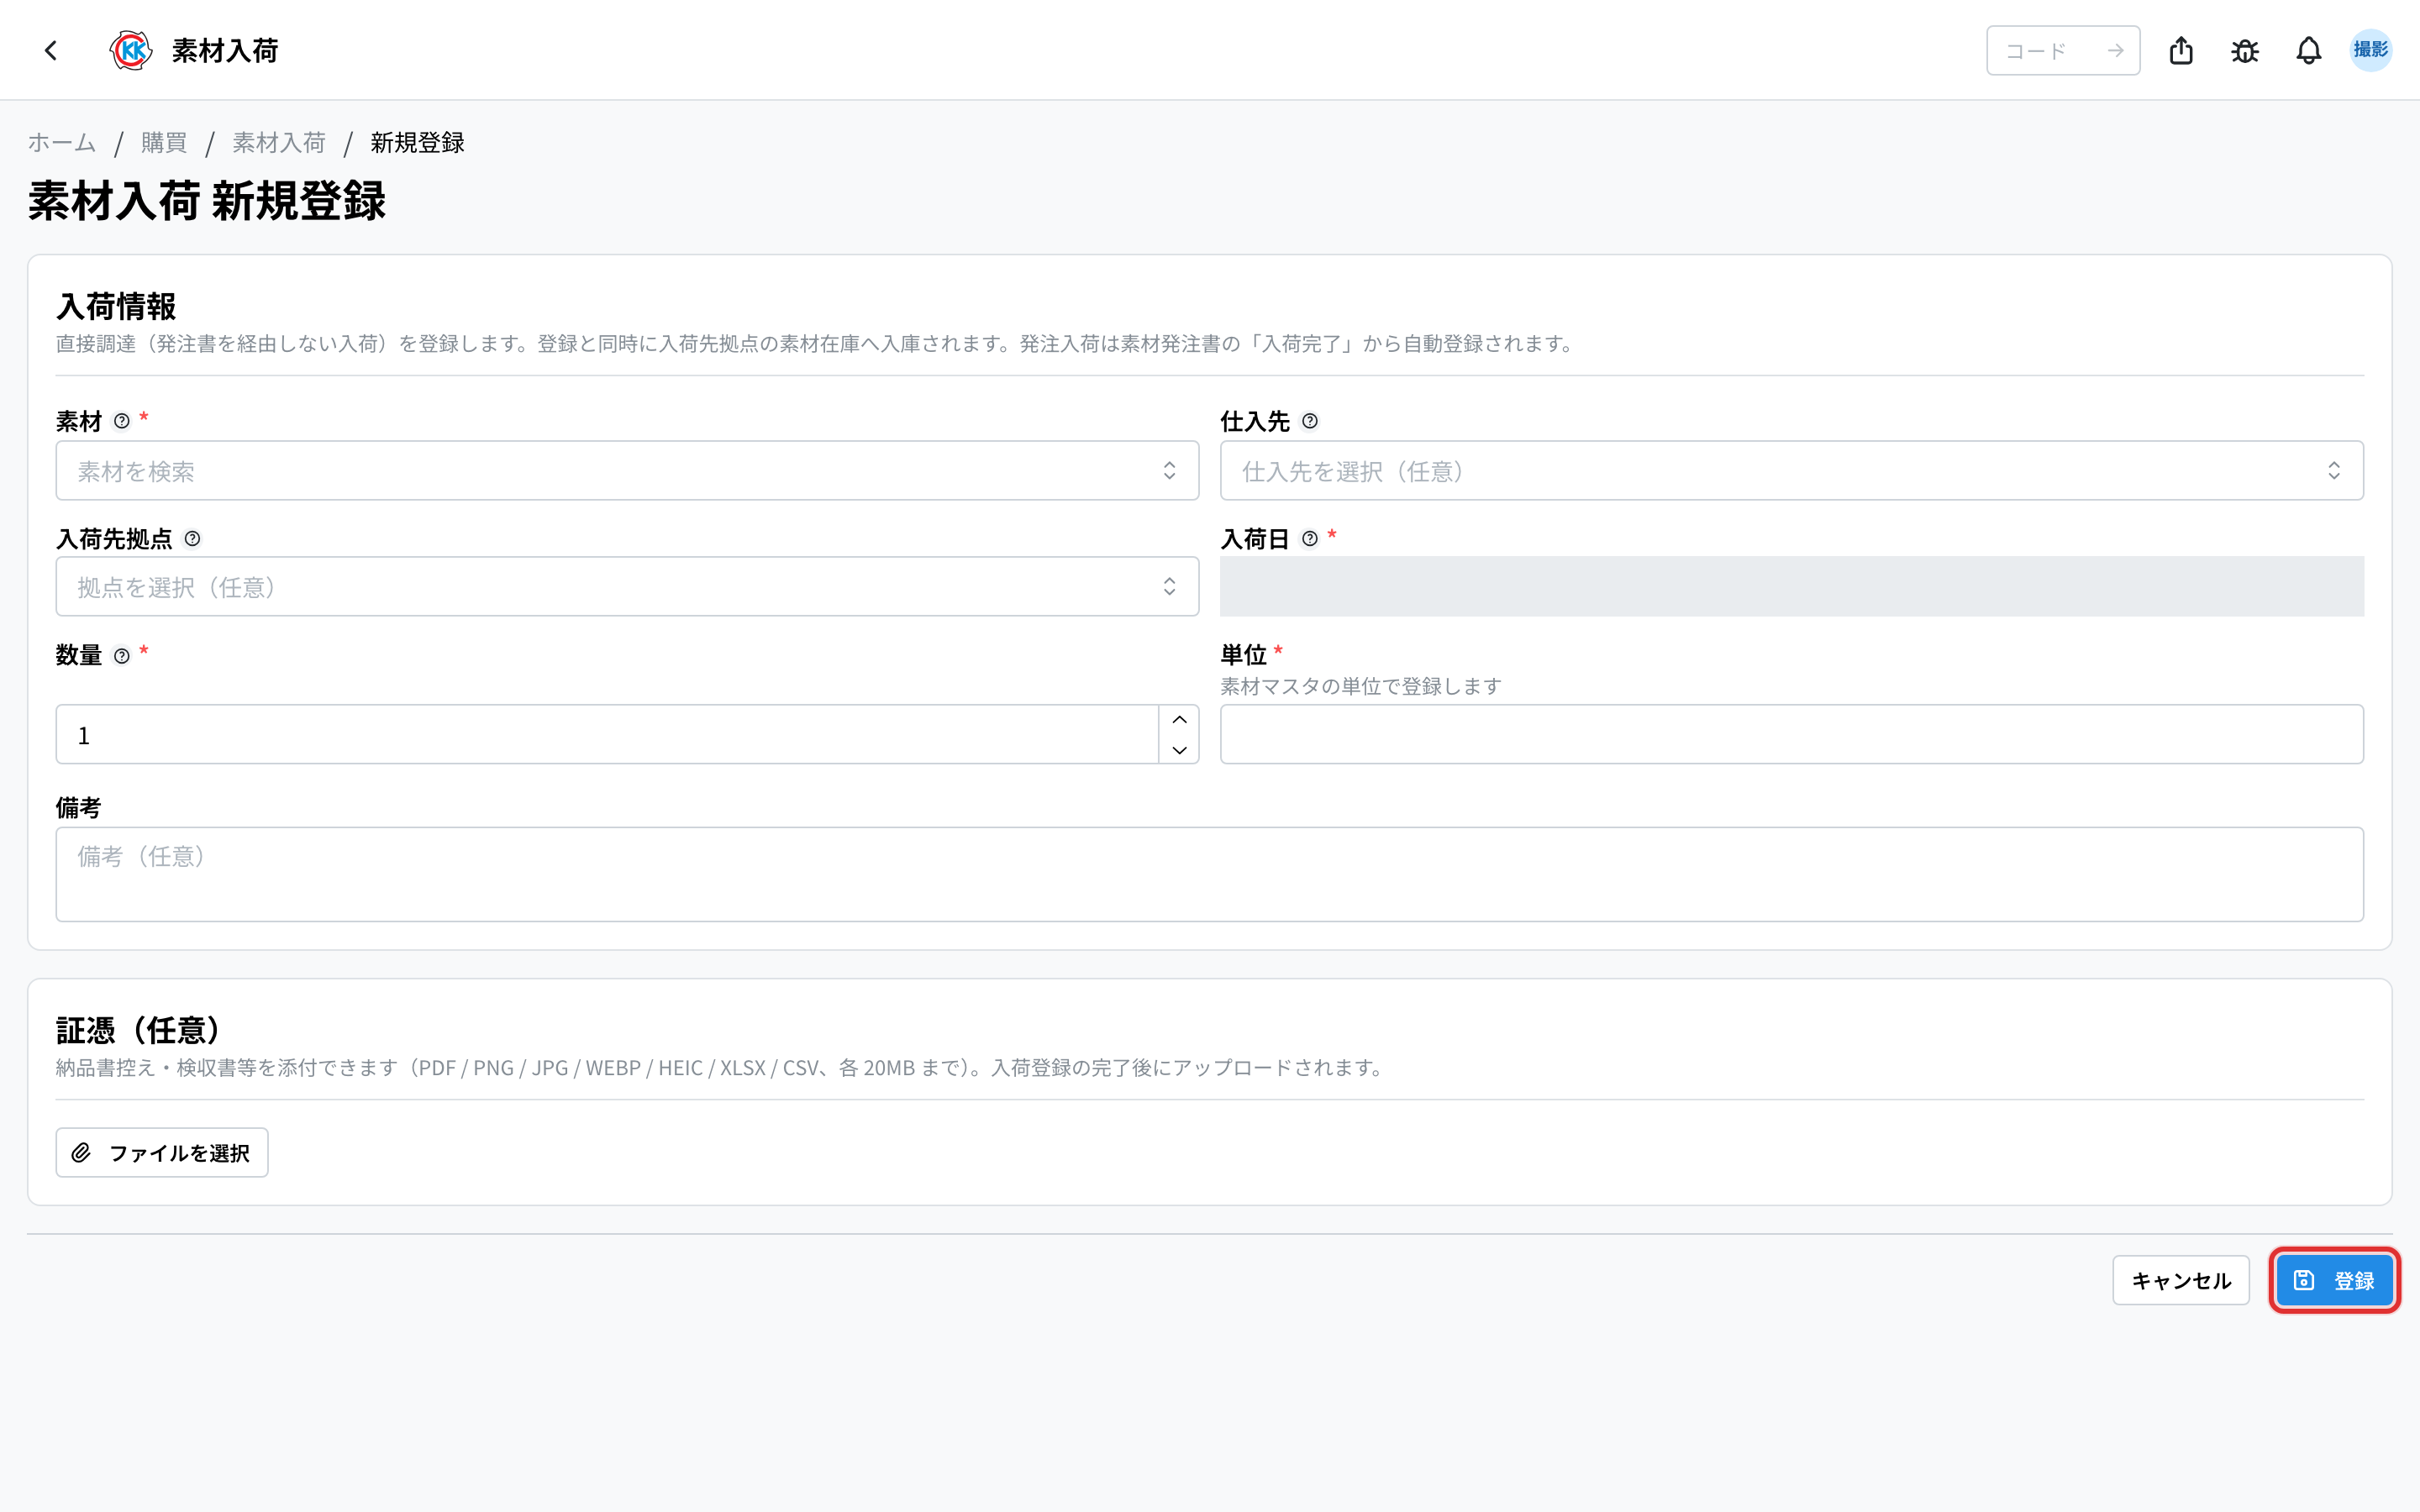 KK 素材入荷
コード
撮影
ホーム / 購買 / 素材入荷 / 新規登録
素材入荷 新規登録
入荷情報
直接調達（発注書を経由しない入荷）を登録します。登録と同時に入荷先拠点の素材在庫へ入庫されます。発注入荷は素材発注書の「入荷完了」から自動登録されます。
素材 *
素材を検索
仕入先
仕入先を選択（任意）
入荷先拠点
拠点を選択（任意）
入荷日 *
数量 *
1
単位 *
素材マスタの単位で登録します
備考
備考（任意）
証憑（任意）
納品書控え・検収書等を添付できます（PDF / PNG / JPG / WEBP / HEIC / XLSX / CSV、各 20MB まで）。入荷登録の完了後にアップロードされます。
ファイルを選択
キャンセル
登録